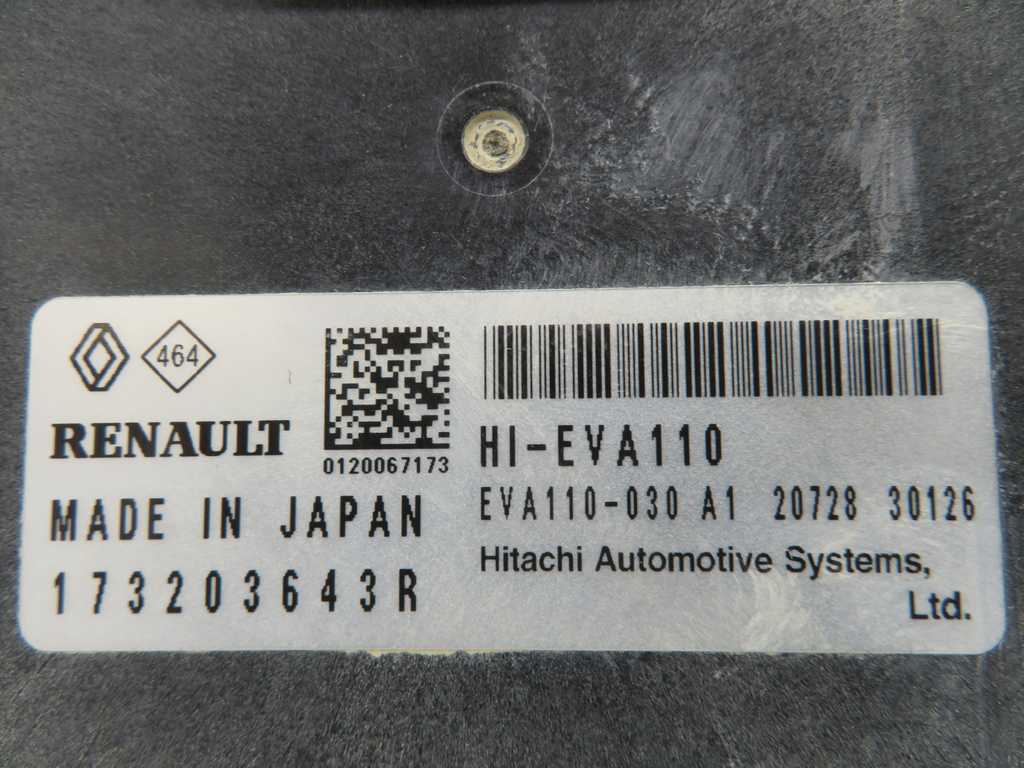 464
RENAULT
0120067173
MADE IN JAPAN
173203643R
HI-EVA110
EVA110-030 A1 20728 30126
Hitachi Automotive Systems,
Ltd.